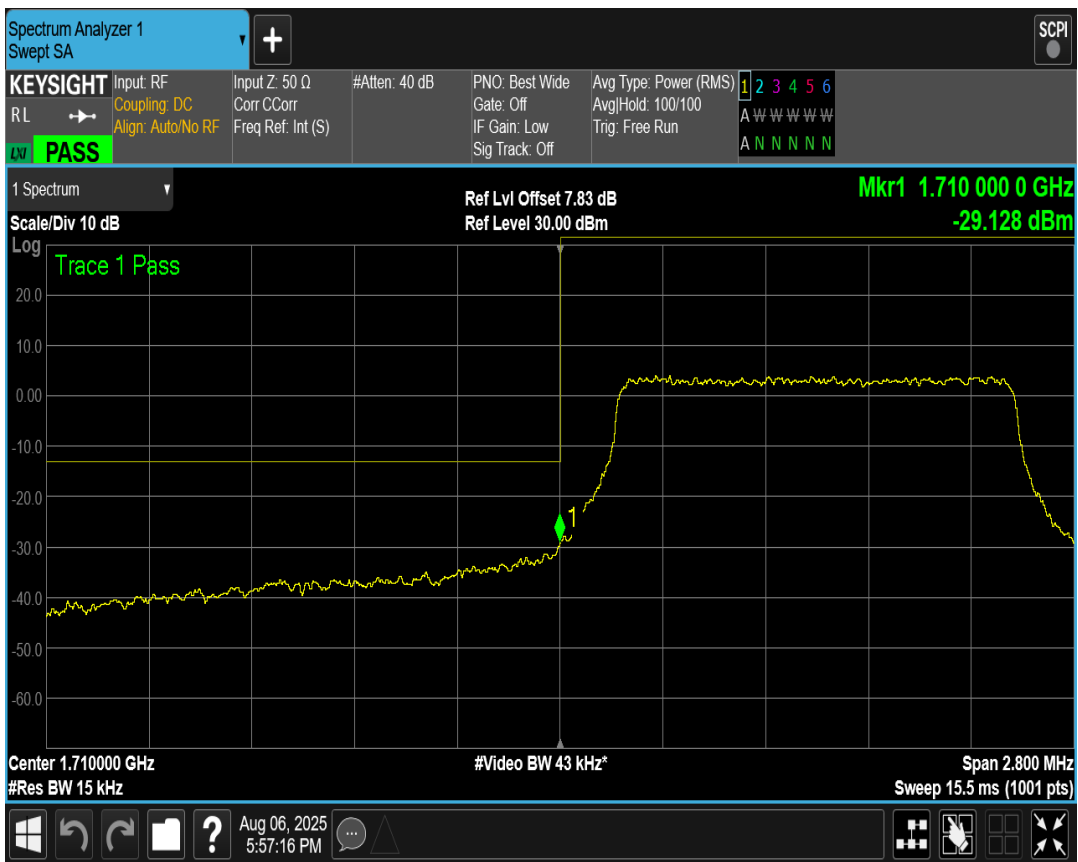 Spectrum Analyzer 1
Swept SA
+
SCPI
KEYSIGHT
RL
LXI PASS
Input: RF
Coupling: DC
Align: Auto/No RF
Input Z: 50 Ω
Corr CCorr
Freq Ref: Int (S)
#Atten: 40 dB
PNO: Best Wide
Gate: Off
IF Gain: Low
Sig Track: Off
Avg Type: Power (RMS)
Avg|Hold: 100/100
Trig: Free Run
1 2 3 4 5 6
A W W W W W
A N N N N N
1 Spectrum
Scale/Div 10 dB
Ref Lvl Offset 7.83 dB
Ref Level 30.00 dBm
Mkr1 1.710 000 0 GHz
-29.128 dBm
Log
Trace 1 Pass
20.0
10.0
0.00
-10.0
-20.0
-30.0
-40.0
-50.0
-60.0
1
Center 1.710000 GHz
#Res BW 15 kHz
#Video BW 43 kHz*
Span 2.800 MHz
Sweep 15.5 ms (1001 pts)
?
Aug 06, 2025
5:57:16 PM